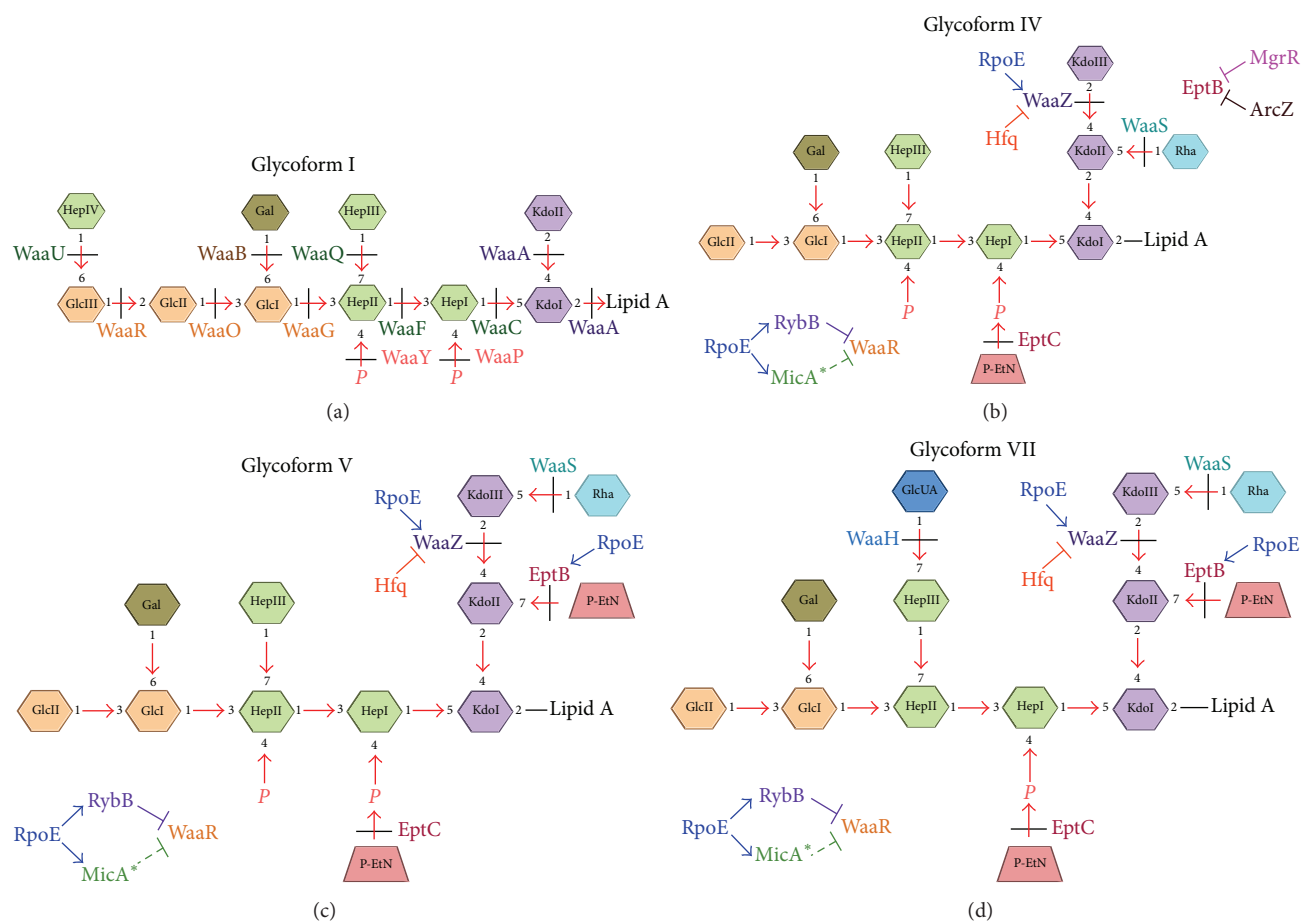 Glycoform I
HepIV
Gal
HepIII
KdoII
1
1
1
2
WaaU
WaaB
WaaQ
WaaA
6
6
7
4
GlcIII 1 2 GlcII 1 3 GlcI 1 3 HepII 1 3 HepI 1 5 KdoI 2 Lipid A
WaaR WaaO WaaG WaaF WaaC WaaA
4 4
WaaY WaaP
P P
(a)
Glycoform IV
RpoE
KdoIII
MgrR
2
EptB
WaaZ
ArcZ
Hfq
4
WaaS
Gal
HepIII
KdoII 5 1 Rha
1
1
2
6
7
4
GlcII 1 3 GlcI 1 3 HepII 1 3 HepI 1 5 KdoI 2 Lipid A
4 4
P P
RybB
RpoE
WaaR
MicA*
EptC
P-EtN
(b)
Glycoform V
WaaS
RpoE
KdoIII 5 1 Rha
2
WaaZ
RpoE
Hfq
4
EptB
Gal
HepIII
KdoII 7 P-EtN
1
1
2
6
7
4
GlcII 1 3 GlcI 1 3 HepII 1 3 HepI 1 5 KdoI 2 Lipid A
4 4
P P
RybB
RpoE
WaaR
MicA*
EptC
P-EtN
(c)
Glycoform VII
WaaS
GlcUA
RpoE
KdoIII 5 1 Rha
1
2
WaaH
WaaZ
RpoE
7
Hfq
4
EptB
Gal
HepIII
KdoII 7 P-EtN
1
1
2
6
7
4
GlcII 1 3 GlcI 1 3 HepII 1 3 HepI 1 5 KdoI 2 Lipid A
4
P
RybB
RpoE
WaaR
MicA*
EptC
P-EtN
(d)